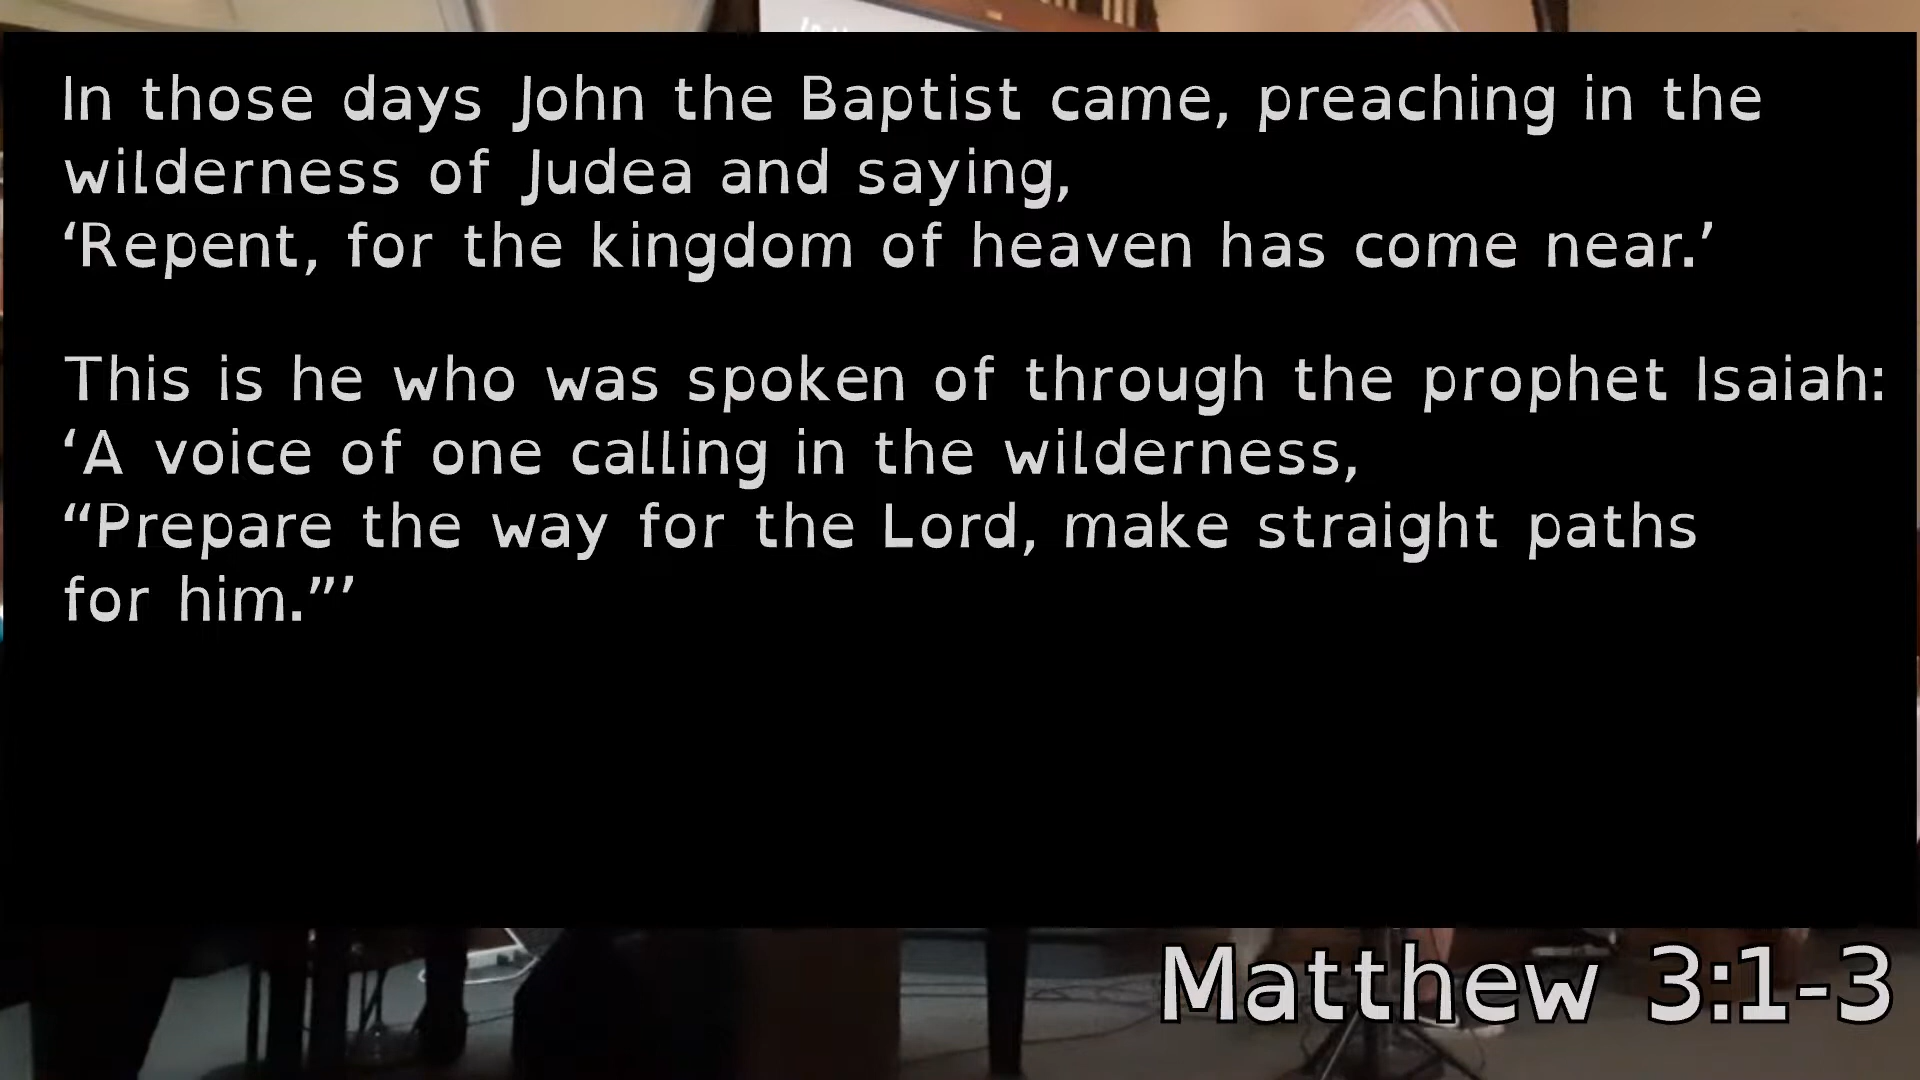 In those days John the Baptist came, preaching in the
wilderness of Judea and saying,
‘Repent, for the kingdom of heaven has come near.’
This is he who was spoken of through the prophet Isaiah:
‘A voice of one calling in the wilderness,
“Prepare the way for the Lord, make straight paths
for him.”’
Matthew 3:1-3